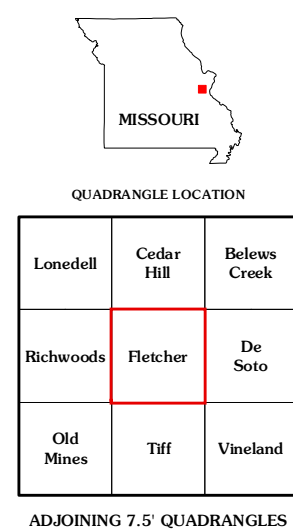 MISSOURI
QUADRANGLE LOCATION
Lonedell
Cedar
Hill
Belews
Creek
Richwoods
Fletcher
De
Soto
Old
Mines
Tiff
Vineland
ADJOINING 7.5' QUADRANGLES